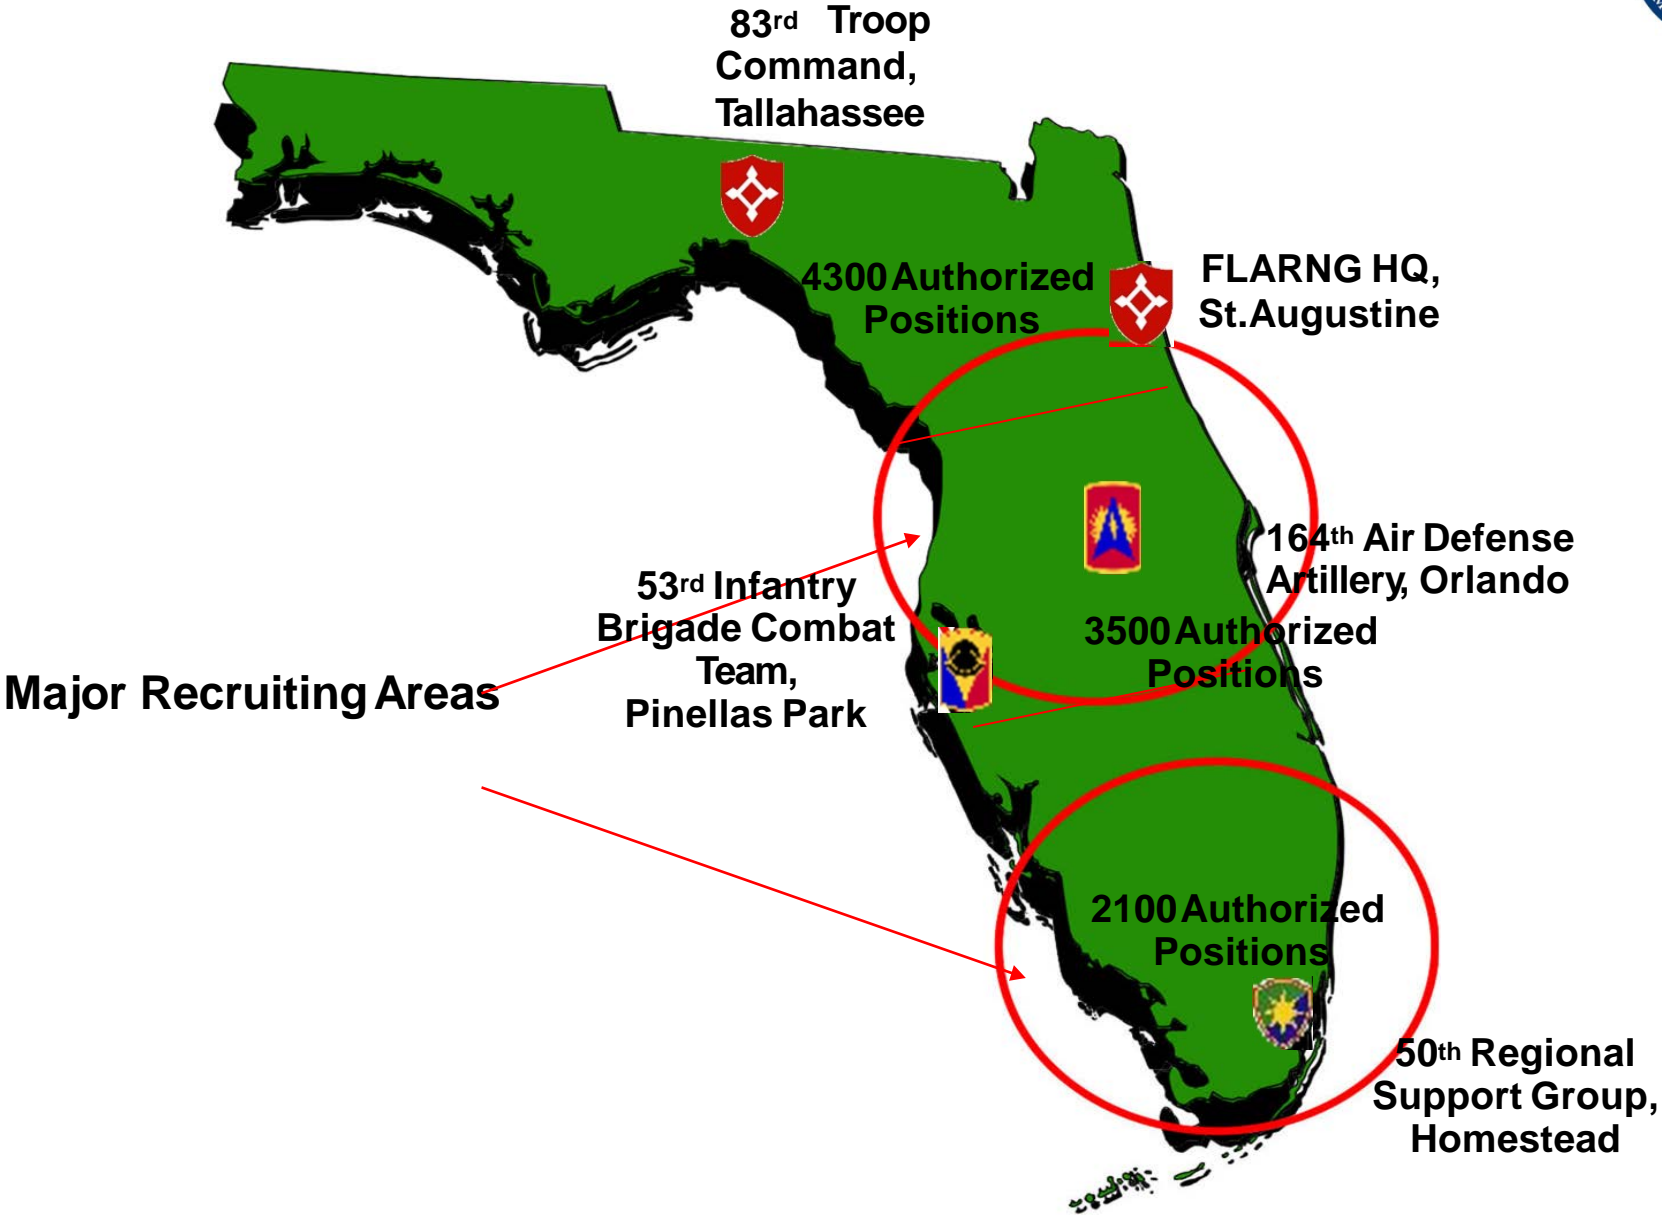 83rd Troop
Command,
Tallahassee
4300 Authorized
Positions
FLARNG HQ,
St.Augustine
164th Air Defense
Artillery, Orlando
53rd Infantry
Brigade Combat
Team,
Pinellas Park
3500 Authorized
Positions
Major Recruiting Areas
2100 Authorized
Positions
50th Regional
Support Group,
Homestead